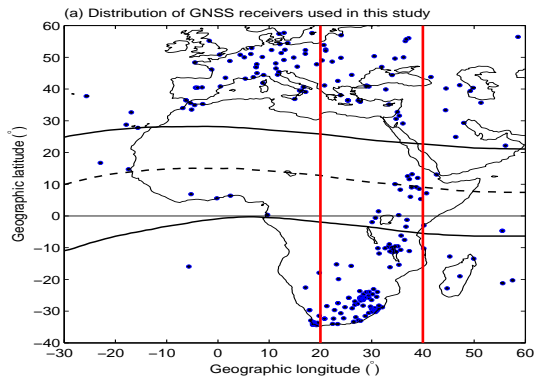 (a) Distribution of GNSS receivers used in this study
60
50
40
30
20
10
0
−10
−20
−30
−40
Geographic latitude (°)
−30 −20 −10 0 10 20 30 40 50 60
Geographic longitude (°)